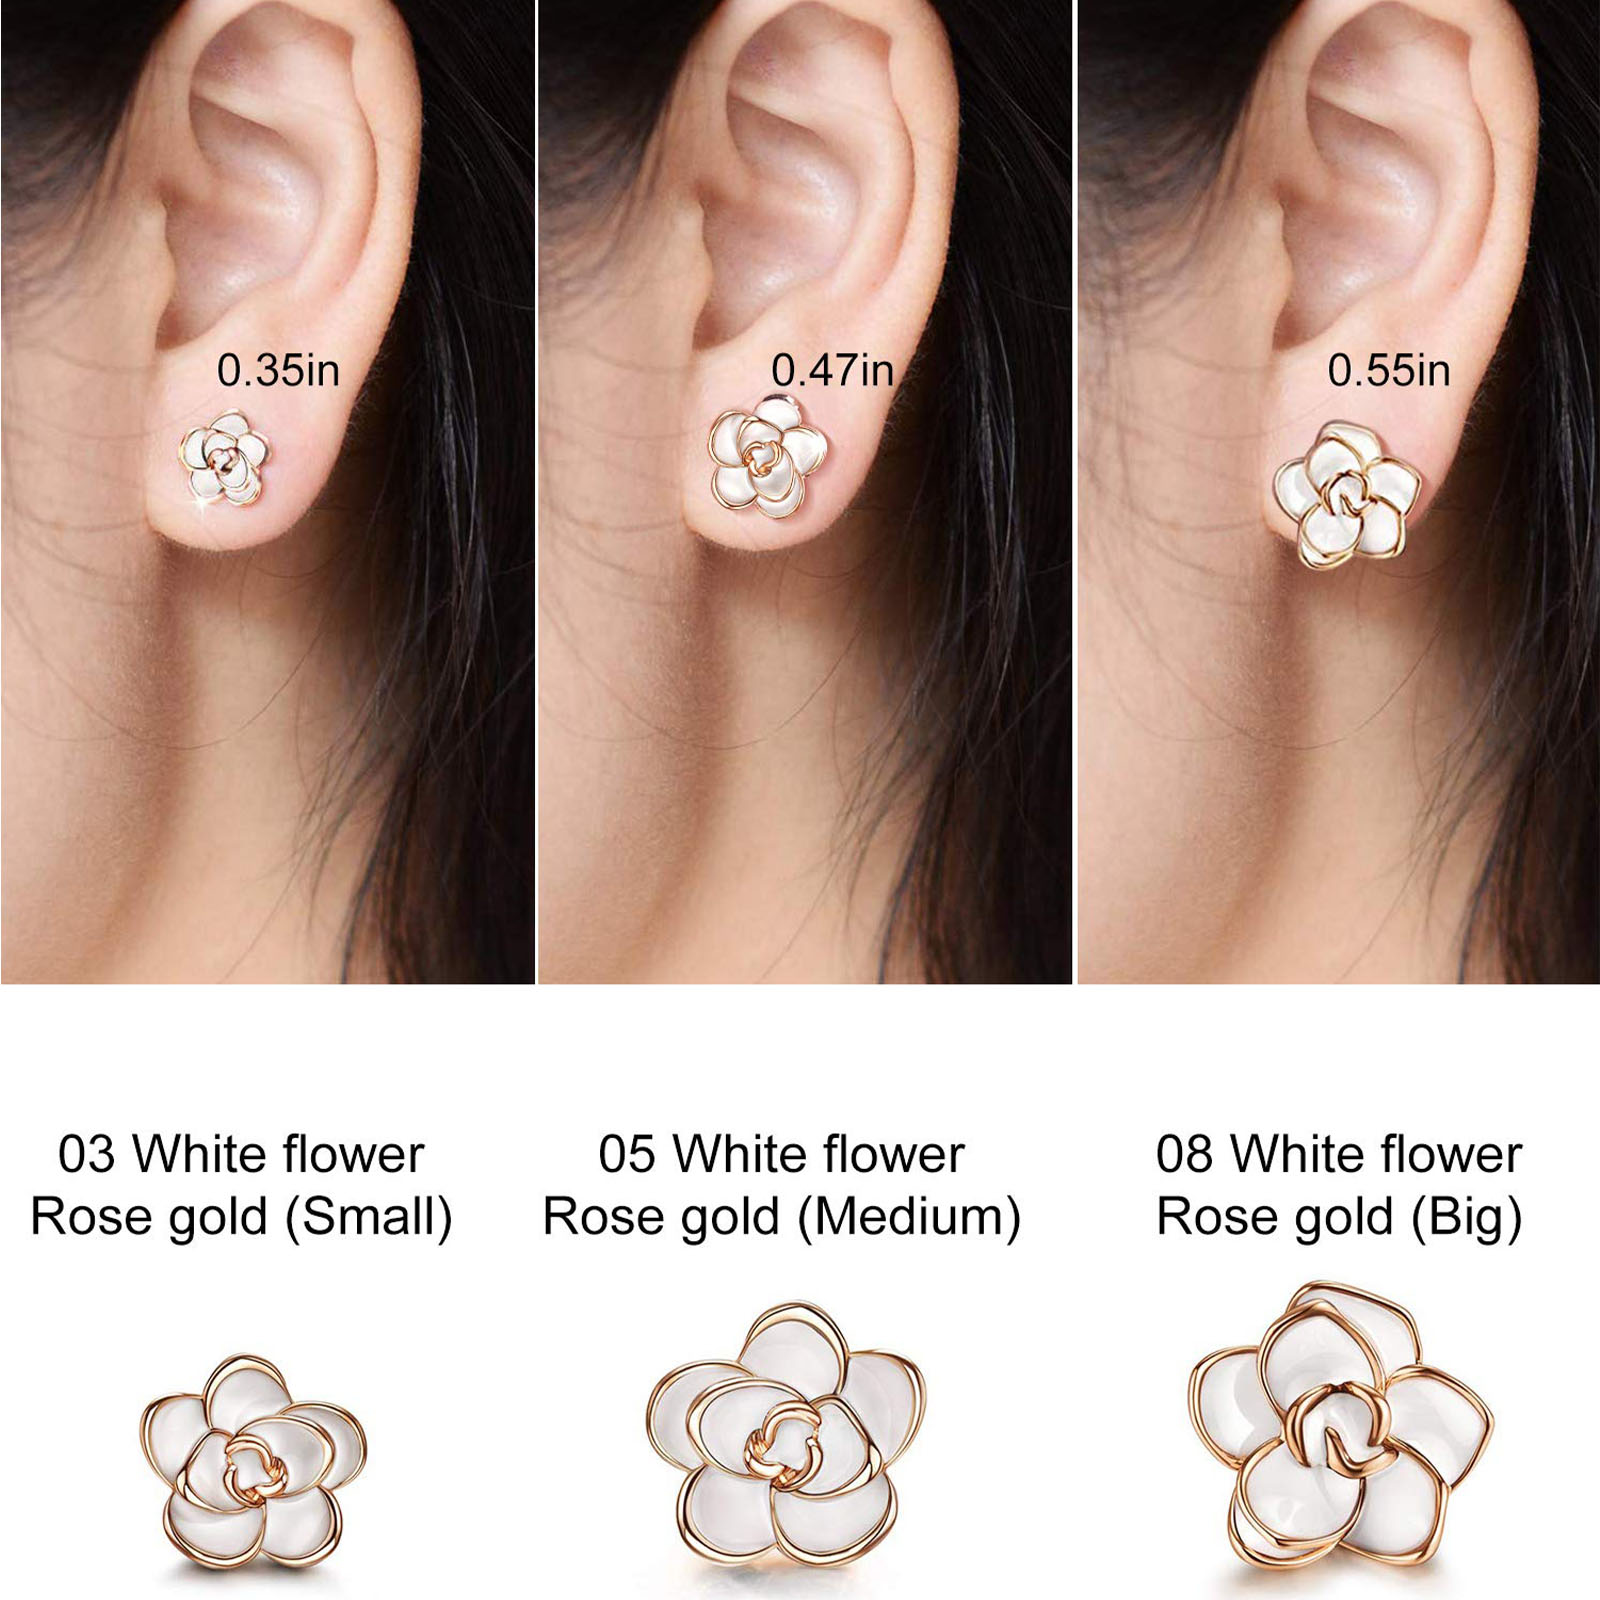 0.35in
0.47in
0.55in
03 White flower
Rose gold (Small)
05 White flower
Rose gold (Medium)
08 White flower
Rose gold (Big)